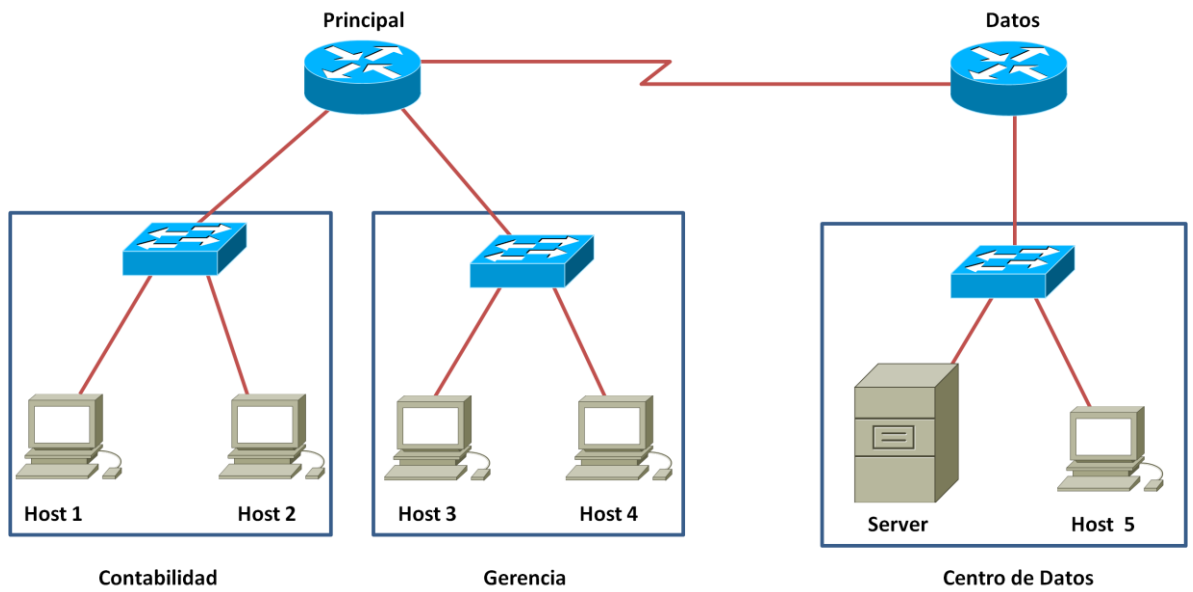 Principal
Datos
Host 1
Host 2
Host 3
Host 4
Server
Host 5
Contabilidad
Gerencia
Centro de Datos